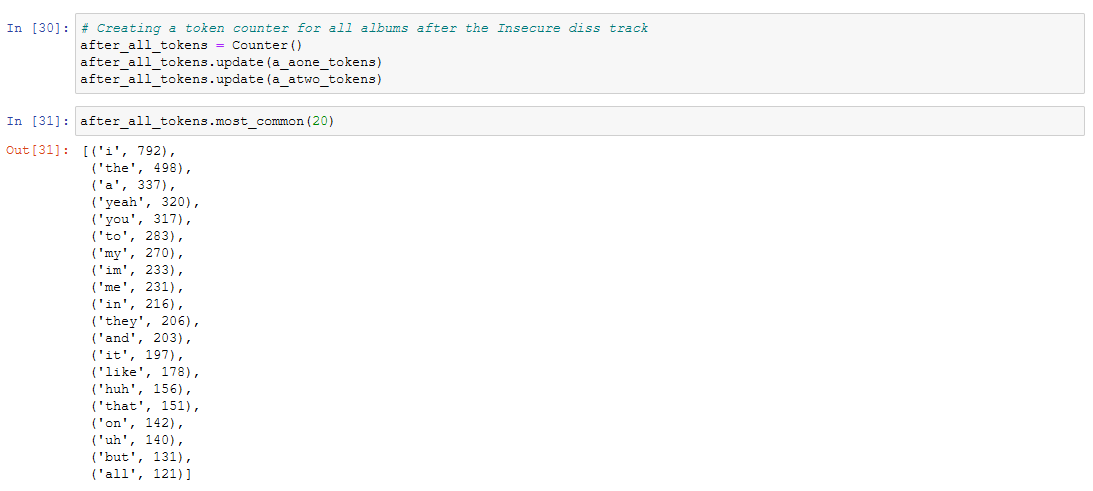 In [30]: # Creating a token counter for all albums after the Insecure diss track
after_all_tokens = Counter()
after_all_tokens.update(a_aone_tokens)
after_all_tokens.update(a_atwo_tokens)
In [31]: after_all_tokens.most_common(20)
Out[31]: [('i', 792),
('the', 498),
('a', 337),
('yeah', 320),
('you', 317),
('to', 283),
('my', 270),
('im', 233),
('me', 231),
('in', 216),
('they', 206),
('and', 203),
('it', 197),
('like', 178),
('huh', 156),
('that', 151),
('on', 142),
('uh', 140),
('but', 131),
('all', 121)]